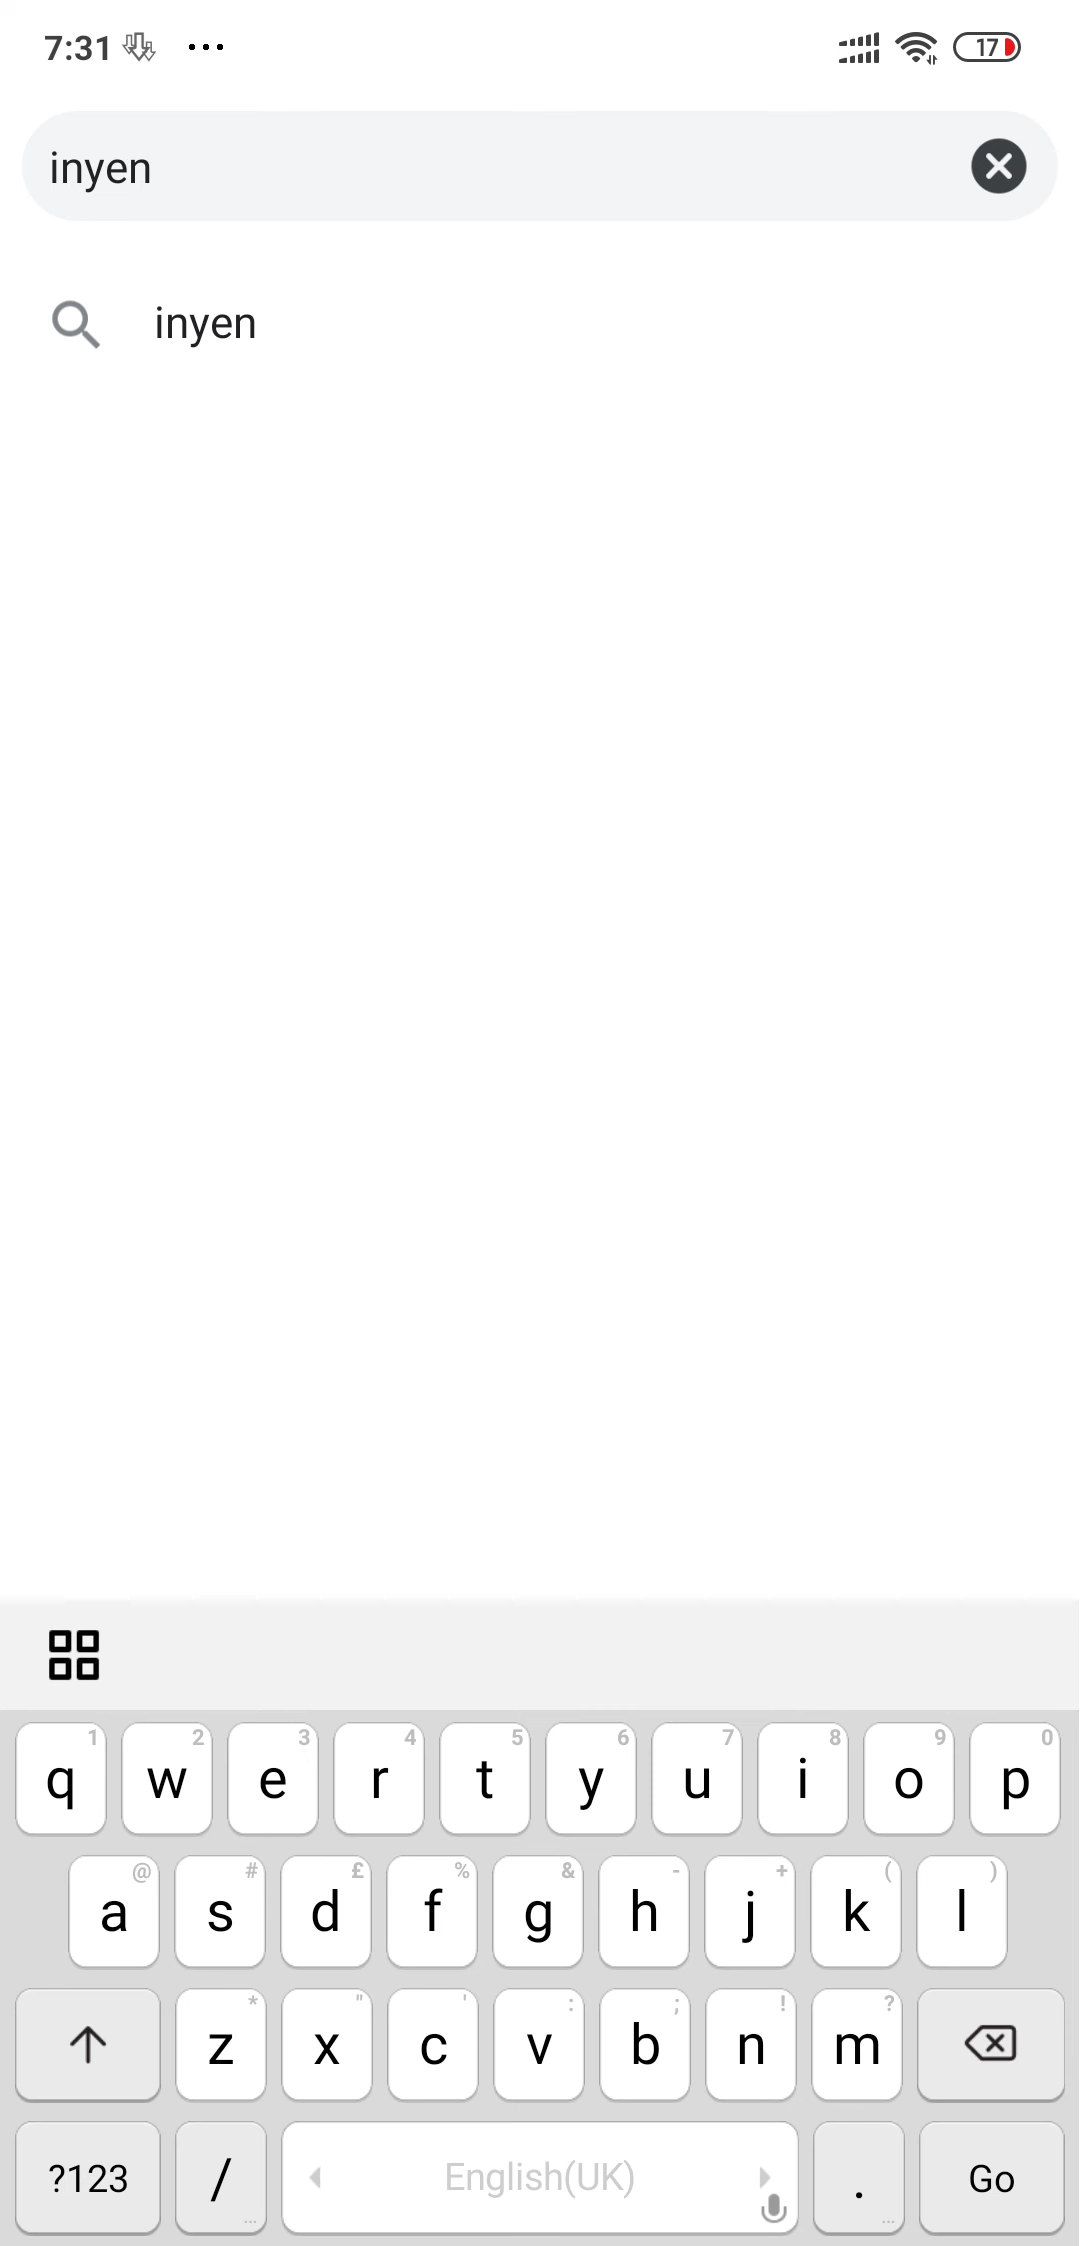 7:31 ... 17
inyen
inyen
1 2 3 4 5 6 7 8 9 0
q w e r t y u i o p
@ # £ % & - + ( )
a s d f g h j k l
* " ' : ; ! ?
z x c v b n m
?123 / English(UK) . Go